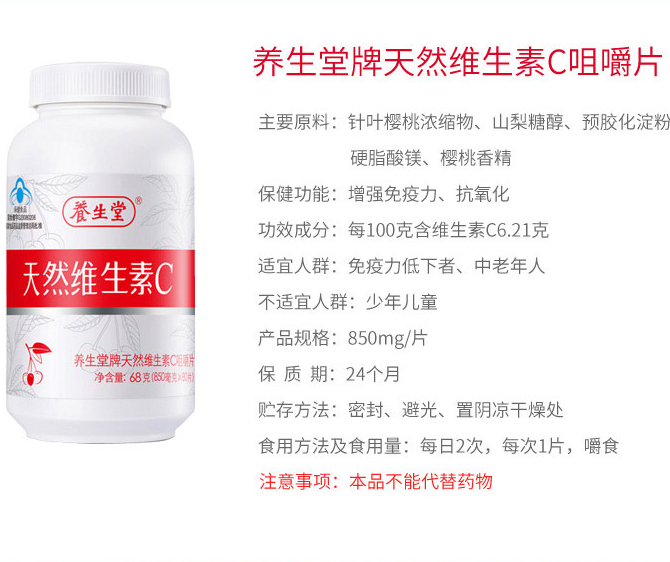 养生堂牌天然维生素C咀嚼片
主要原料：针叶樱桃浓缩物、山梨糖醇、预胶化淀粉
硬脂酸镁、樱桃香精
保健功能：增强免疫力、抗氧化
功效成分：每100克含维生素C6.21克
适宜人群：免疫力低下者、中老年人
不适宜人群：少年儿童
产品规格：850mg/片
保 质 期：24个月
贮存方法：密封、避光、置阴凉干燥处
食用方法及食用量：每日2次，每次1片，嚼食
注意事项：本品不能代替药物
養生堂®
天然维生素C
养生堂牌天然维生素C咀嚼片
净含量：68克(850毫克×80片)